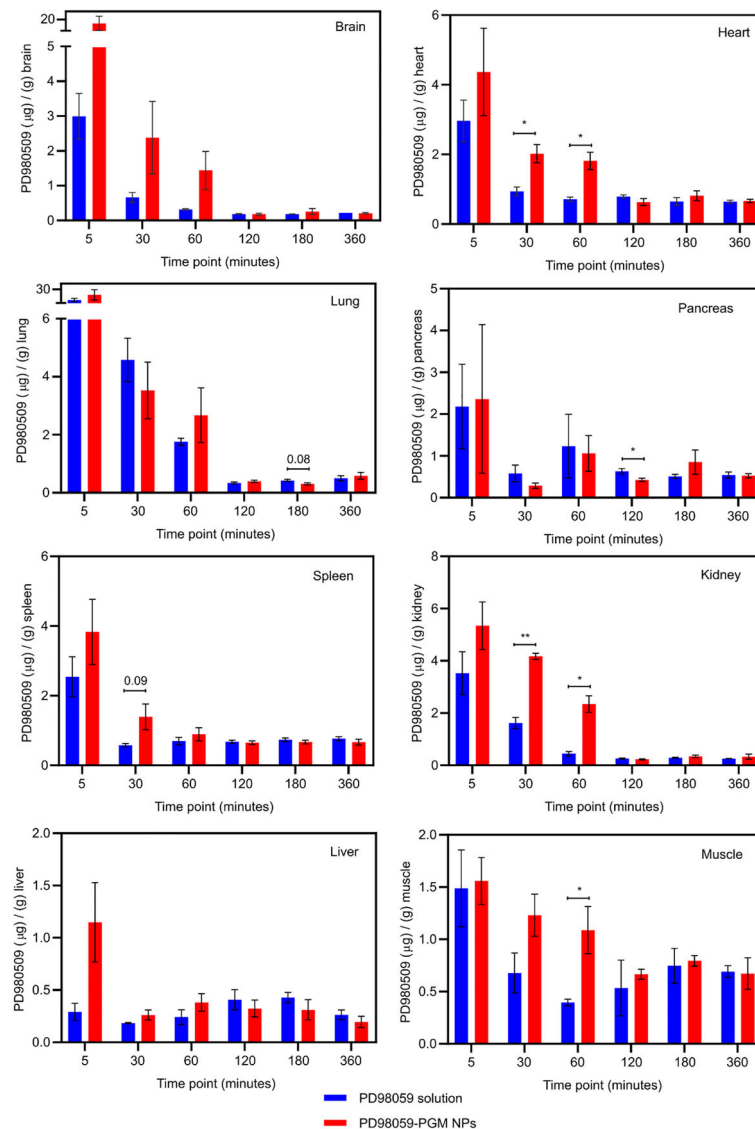 Brain
PD980509 (µg) / (g) brain
20
5
4
3
2
1
0
5 30 60 120 180 360
Time point (minutes)
Heart
PD980509 (µg) / (g) heart
6
4
2
0
* *
5 30 60 120 180 360
Time point (minutes)
Lung
PD980509 (µg) / (g) lung
30
6
4
2
0
0.08
5 30 60 120 180 360
Time point (minutes)
Pancreas
PD980509 (µg) / (g) pancreas
5
4
3
2
1
0
*
5 30 60 120 180 360
Time point (minutes)
Spleen
PD980509 (µg) / (g) spleen
6
4
2
0
0.09
5 30 60 120 180 360
Time point (minutes)
Kidney
PD980509 (µg) / (g) kidney
8
6
4
2
0
** *
5 30 60 120 180 360
Time point (minutes)
Liver
PD980509 (µg) / (g) liver
2.0
1.5
1.0
0.5
0.0
5 30 60 120 180 360
Time point (minutes)
Muscle
PD980509 (µg) / (g) muscle
2.0
1.5
1.0
0.5
0.0
*
5 30 60 120 180 360
Time point (minutes)
PD98059 solution
PD98059-PGM NPs